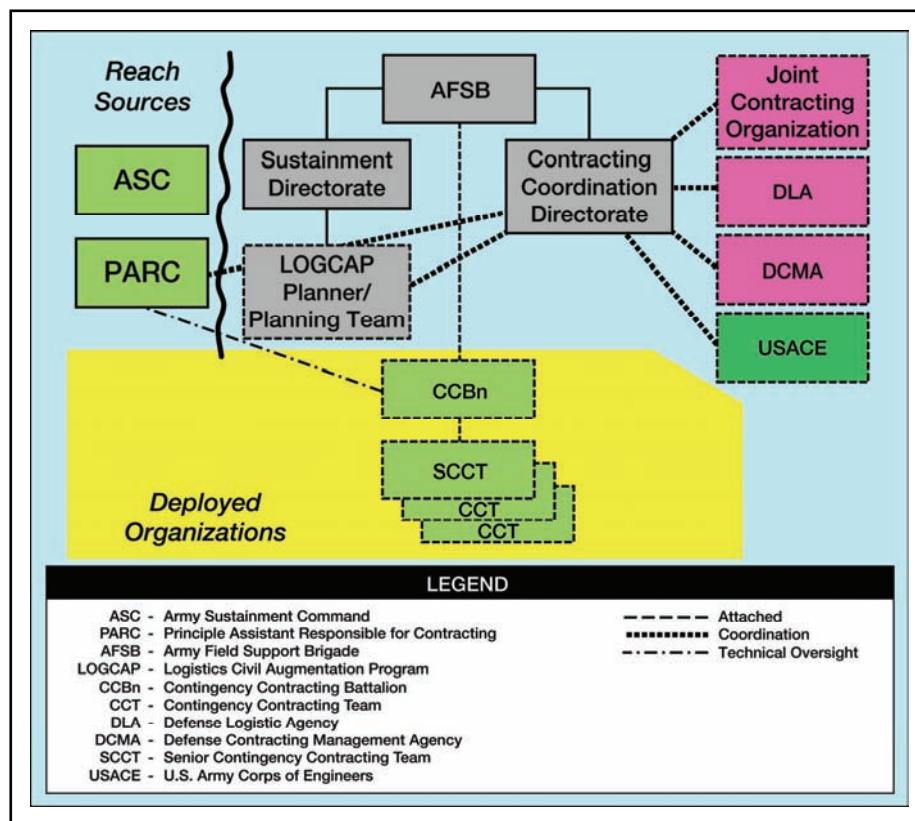 Reach
Sources
ASC
PARC
AFSB
Sustainment
Directorate
Contracting
Coordination
Directorate
LOGCAP
Planner/
Planning Team
Joint
Contracting
Organization
DLA
DCMA
USACE
CCBn
SCCT
CCT
CCT
Deployed
Organizations
LEGEND
ASC - Army Sustainment Command
PARC - Principle Assistant Responsible for Contracting
AFSB - Army Field Support Brigade
LOGCAP - Logistics Civil Augmentation Program
CCBn - Contingency Contracting Battalion
CCT - Contingency Contracting Team
DLA - Defense Logistic Agency
DCMA - Defense Contracting Management Agency
SCCT - Senior Contingency Contracting Team
USACE - U.S. Army Corps of Engineers
Attached
Coordination
Technical Oversight